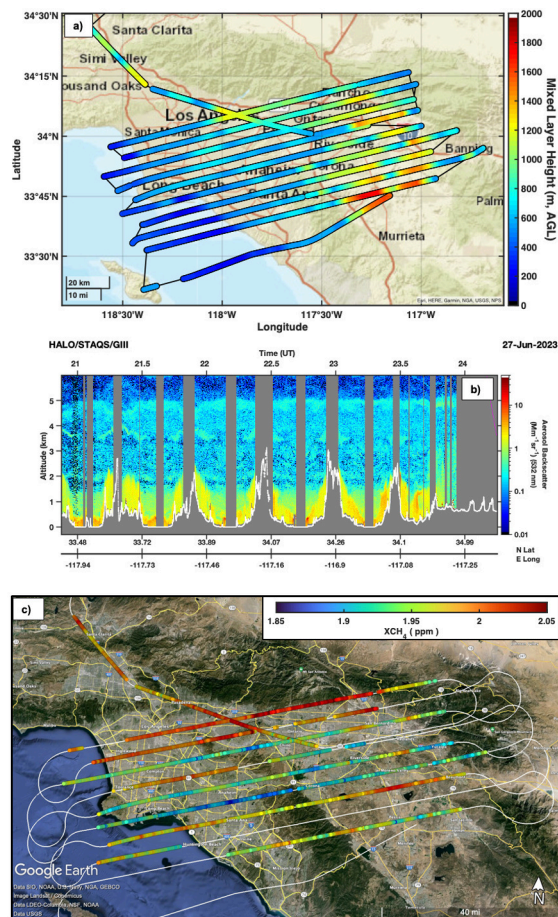 a)
34°30'N
34°15'N
34°N
33°45'N
33°30'N
Latitude
Santa Clarita
Simi Valley
ousand Oaks
Los An
Santa Monica
Long Beach
Santa Ana
Riverside
Banning
Palm
Murrieta
20 km
10 mi
Esri, HERE, Garmin, NGA, USGS, NPS
118°30'W
118°W
117°30'W
117°W
Longitude
2000
1800
1600
1400
1200
1000
800
600
400
200
0
Mixed Layer Height (m, AGL)
HALO/STAQS/GIII
Time (UT)
27-Jun-2023
21
21.5
22
22.5
23
23.5
24
b)
6
5
4
3
2
1
0
Altitude (km)
10
1
0.1
0.01
Aerosol Backscatter
(Mm⁻¹ sr⁻¹) (532 nm)
33.48
33.72
33.89
34.07
34.26
34.1
34.99
N Lat
-117.94
-117.73
-117.46
-117.16
-116.9
-117.08
-117.25
E Long
c)
1.85
1.9
1.95
2
2.05
XCH₄ ( ppm )
Google Earth
Data SIO, NOAA, U.S. Navy, NGA, GEBCO
Image Landsat / Copernicus
Data LDEO-Columbia, NSF, NOAA
Data USGS
N
40 mi